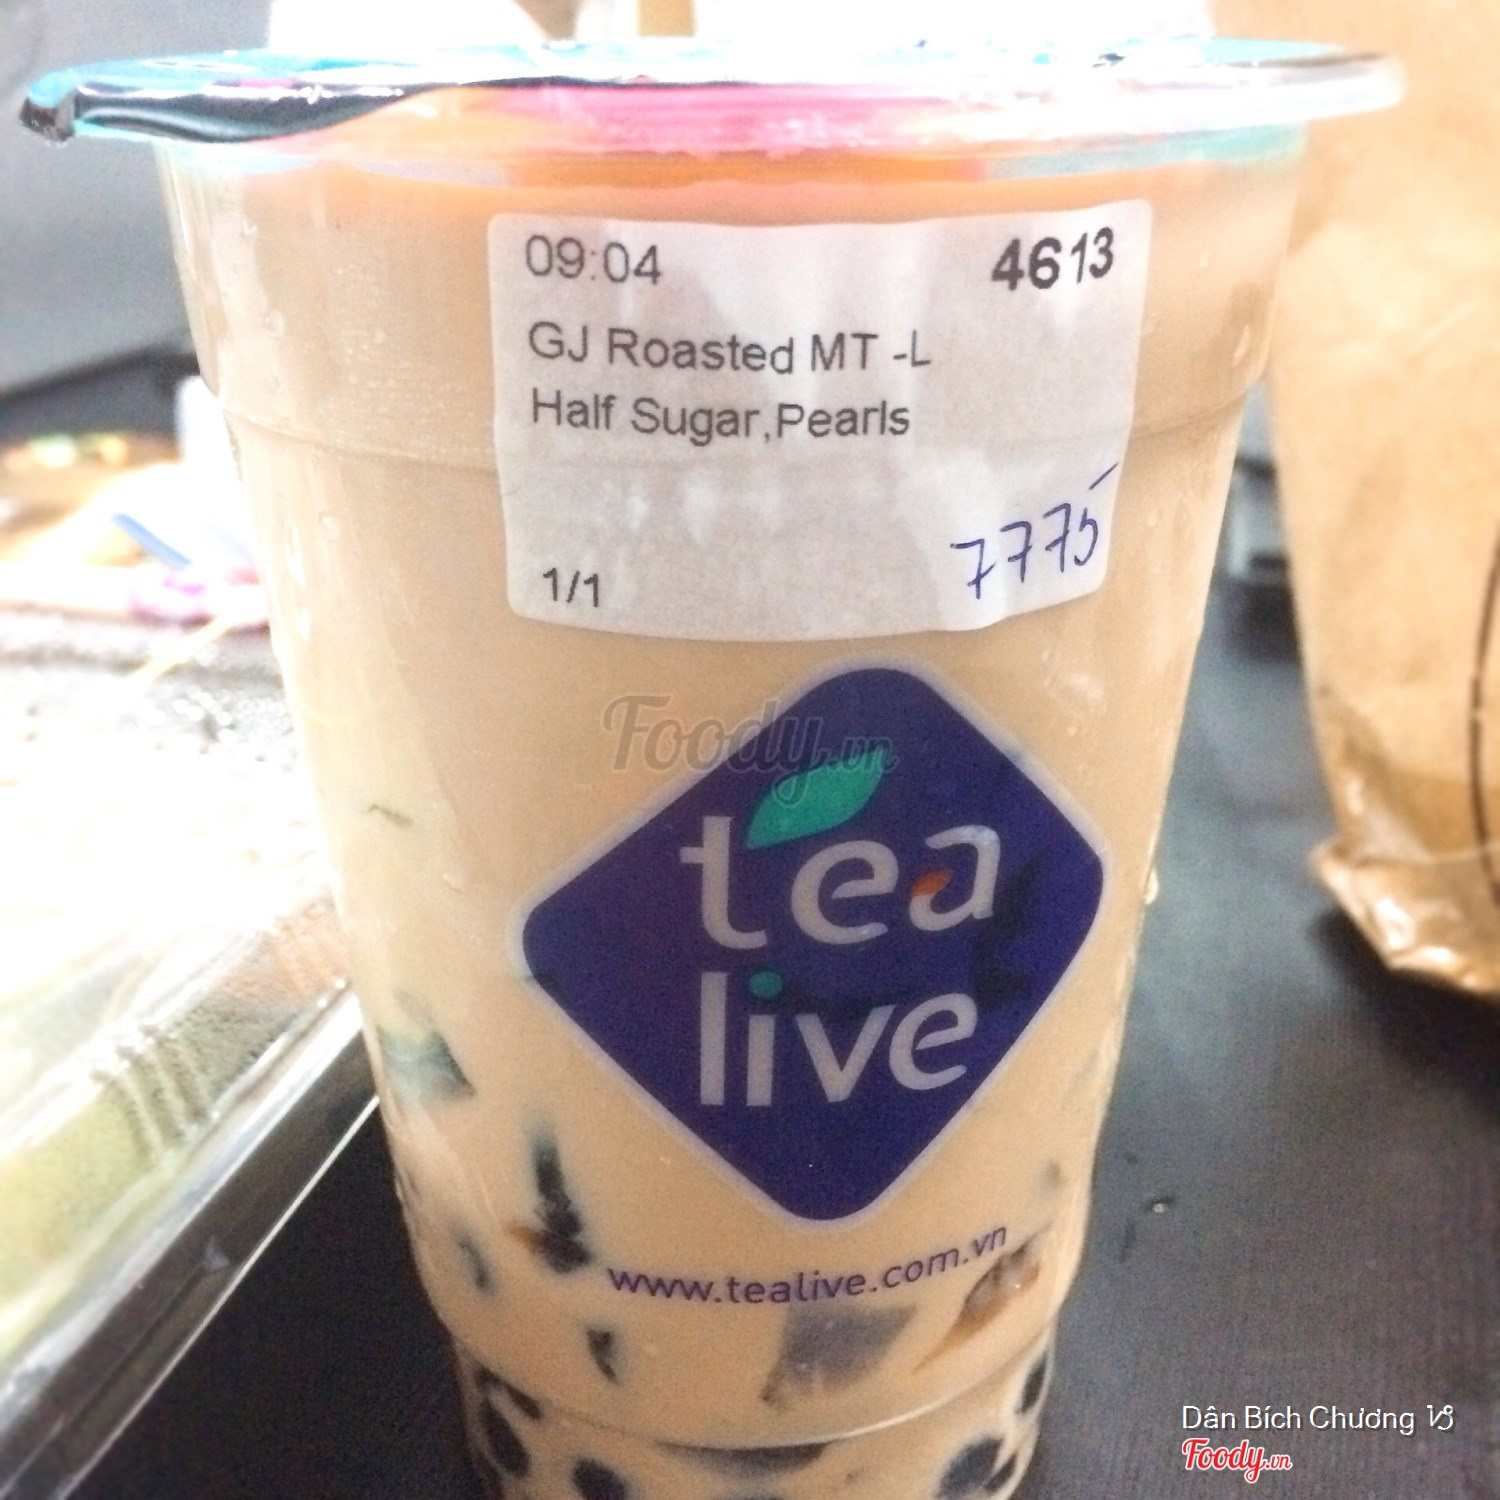 09:04 4613
GJ Roasted MT -L
Half Sugar,Pearls
7775
1/1
Foody.vn
tea
live
www.tealive.com.vn
Dân Bích Chương
Foody.vn